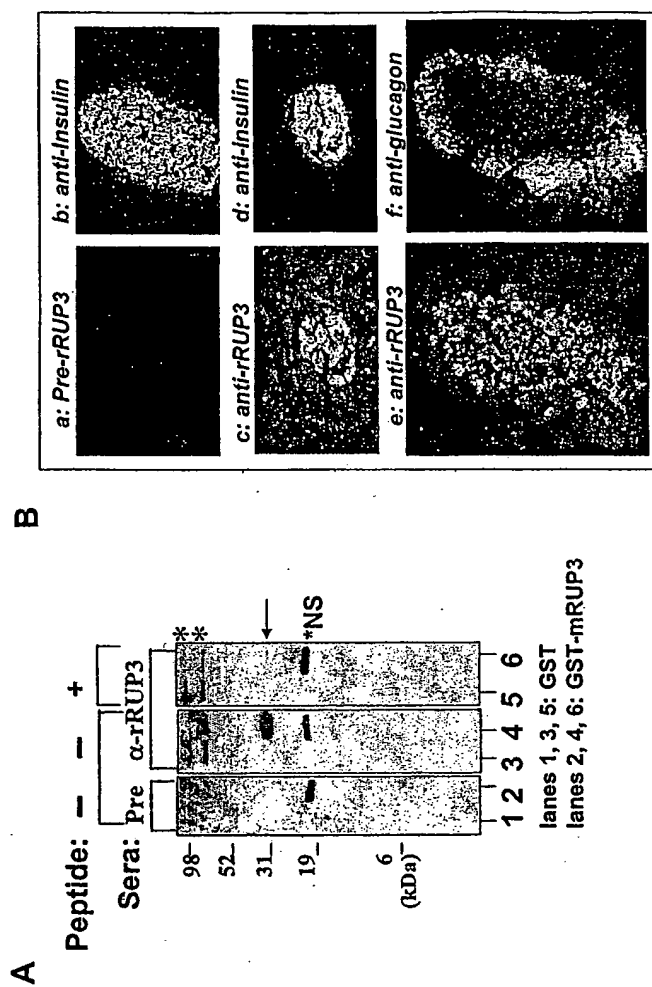 A
Peptide: – – +
Sera: Pre α-rRUP3
98
52
31
19
6
(kDa)
* *
*NS
1 2 3 4 5 6
lanes 1, 3, 5: GST
lanes 2, 4, 6: GST-mRUP3
B
a: Pre-rRUP3
b: anti-Insulin
c: anti-rRUP3
d: anti-Insulin
e: anti-rRUP3
f: anti-glucagon